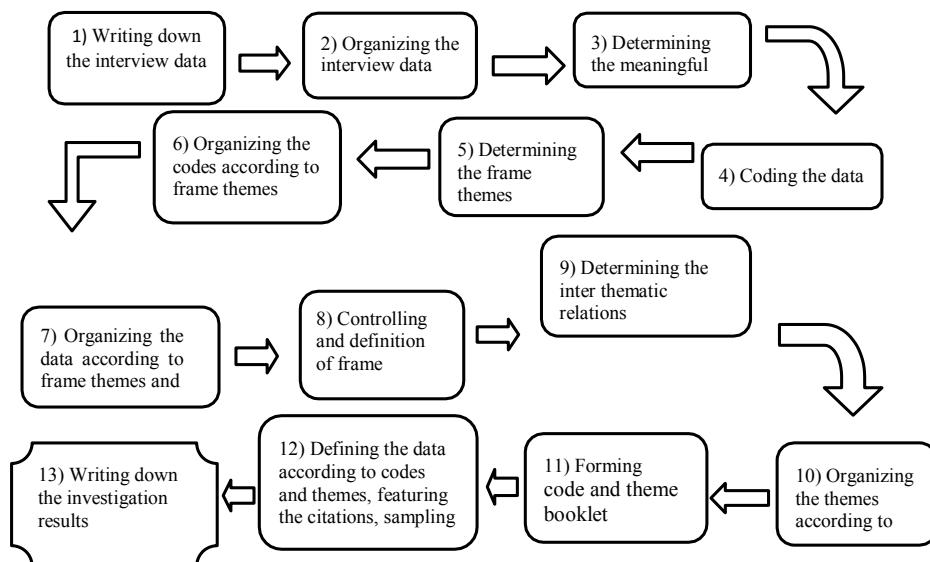 1) Writing down
the interview data
2) Organizing the
interview data
3) Determining
the meaningful
4) Coding the data
5) Determining
the frame
themes
6) Organizing the
codes according to
frame themes
7) Organizing the
data according to
frame themes and
8) Controlling
and definition
of frame
9) Determining the
inter thematic
relations
10) Organizing
the themes
according to
11) Forming
code and theme
booklet
12) Defining the data
according to codes
and themes, featuring
the citations, sampling
13) Writing down
the investigation
results